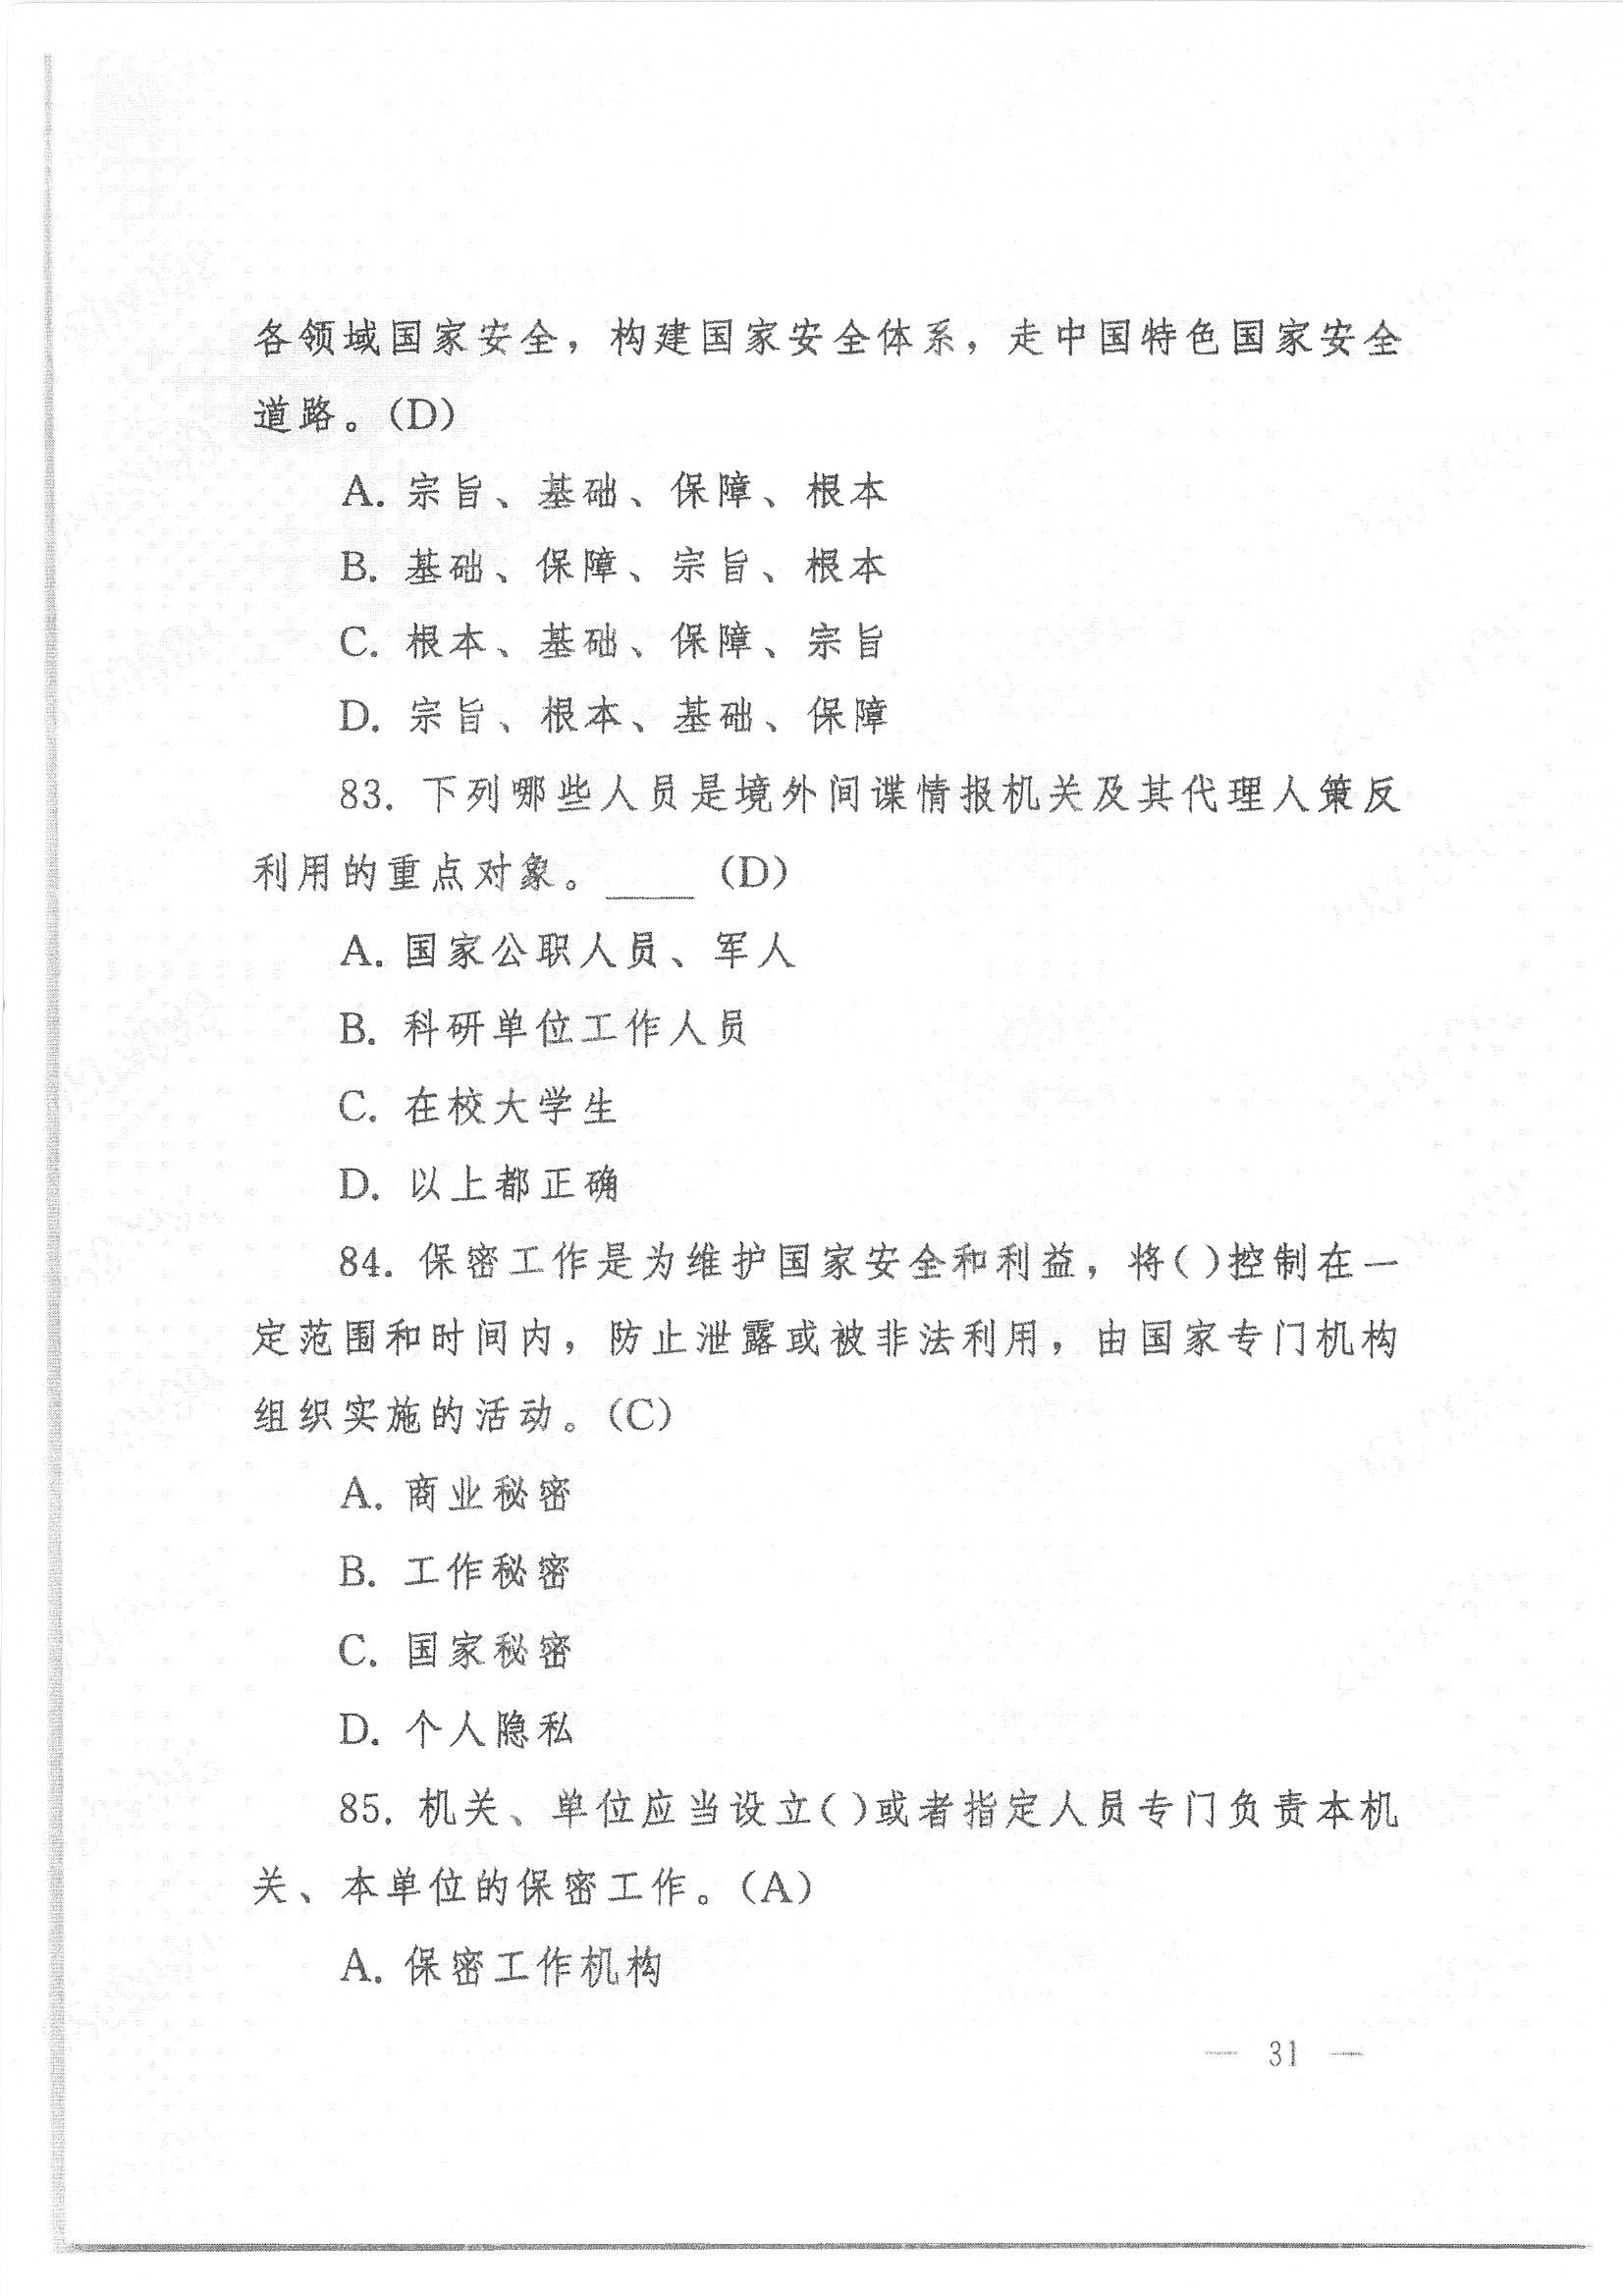 各领域国家安全，构建国家安全体系，走中国特色国家安全
道路。(D)
A. 宗旨、基础、保障、根本
B. 基础、保障、宗旨、根本
C. 根本、基础、保障、宗旨
D. 宗旨、根本、基础、保障
83. 下列哪些人员是境外间谍情报机关及其代理人策反
利用的重点对象。____ (D)
A. 国家公职人员、军人
B. 科研单位工作人员
C. 在校大学生
D. 以上都正确
84. 保密工作是为维护国家安全和利益，将( )控制在一
定范围和时间内，防止泄露或被非法利用，由国家专门机构
组织实施的活动。(C)
A. 商业秘密
B. 工作秘密
C. 国家秘密
D. 个人隐私
85. 机关、单位应当设立( )或者指定人员专门负责本机
关、本单位的保密工作。(A)
A. 保密工作机构
— 31 —